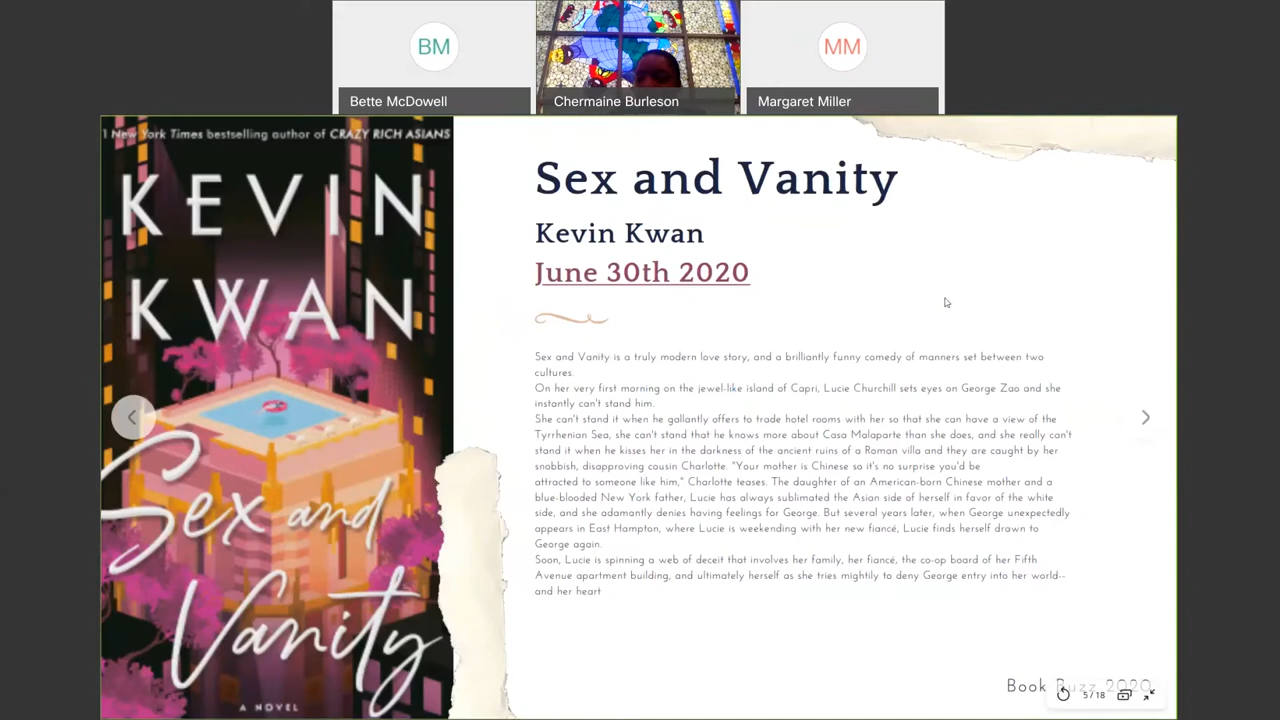 BM
MM
Bette McDowell
Chermaine Burleson
Margaret Miller
1 New York Times bestselling author of CRAZY RICH ASIANS
KEVIN
KWAN
Sex and
Vanity
A NOVEL
Sex and Vanity
Kevin Kwan
June 30th 2020
Sex and Vanity is a truly modern love story, and a brilliantly funny comedy of manners set between two
cultures.
On her very first morning on the jewel-like island of Capri, Lucie Churchill sets eyes on George Zao and she
instantly can't stand him.
She can't stand it when he gallantly offers to trade hotel rooms with her so that she can have a view of the
Tyrrhenian Sea, she can't stand that he knows more about Casa Malaparte than she does, and she really can't
stand it when he kisses her in the darkness of the ancient ruins of a Roman villa and they are caught by her
snobbish, disapproving cousin Charlotte. "Your mother is Chinese so it's no surprise you'd be
attracted to someone like him," Charlotte teases. The daughter of an American-born Chinese mother and a
blue-blooded New York father, Lucie has always sublimated the Asian side of herself in favor of the white
side, and she adamantly denies having feelings for George. But several years later, when George unexpectedly
appears in East Hampton, where Lucie is weekending with her new fiancé, Lucie finds herself drawn to
George again.
Soon, Lucie is spinning a web of deceit that involves her family, her fiancé, the co-op board of her Fifth
Avenue apartment building, and ultimately herself as she tries mightily to deny George entry into her world--
and her heart
Book Buzz 2020
5/18